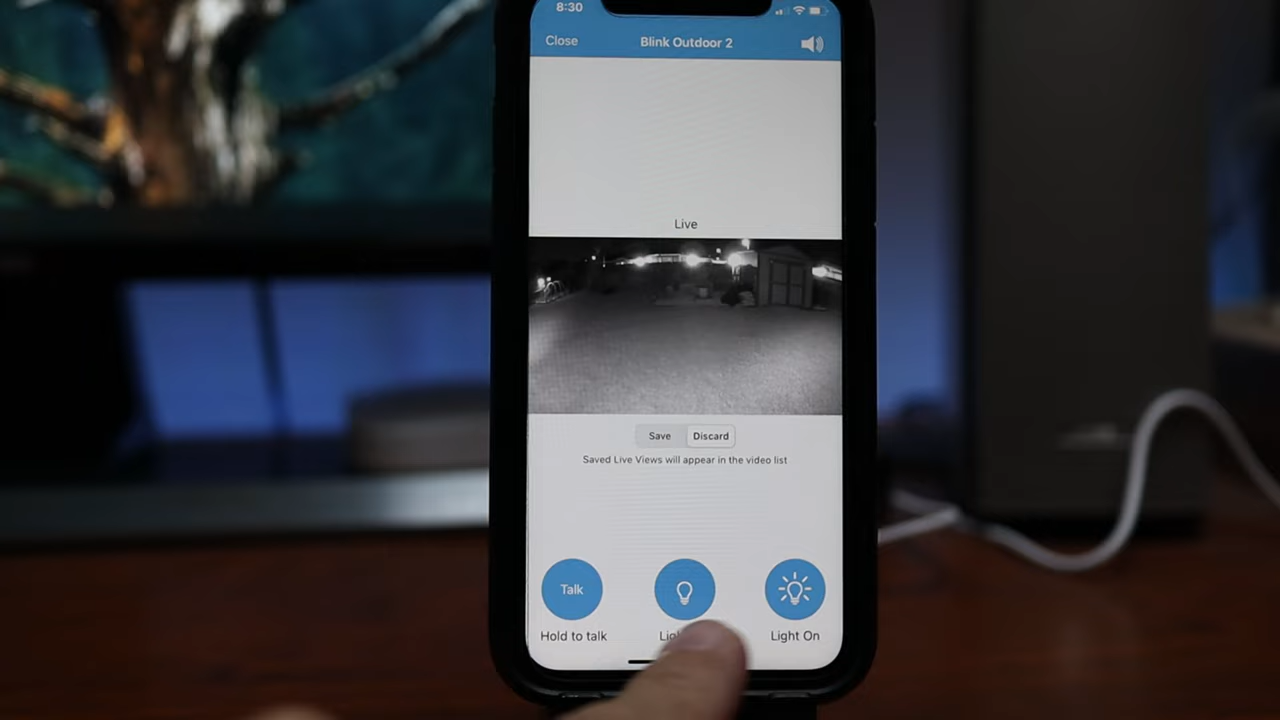 8:30
Close Blink Outdoor 2
Live
Save Discard
Saved Live Views will appear in the video list
Talk
Hold to talk Light On